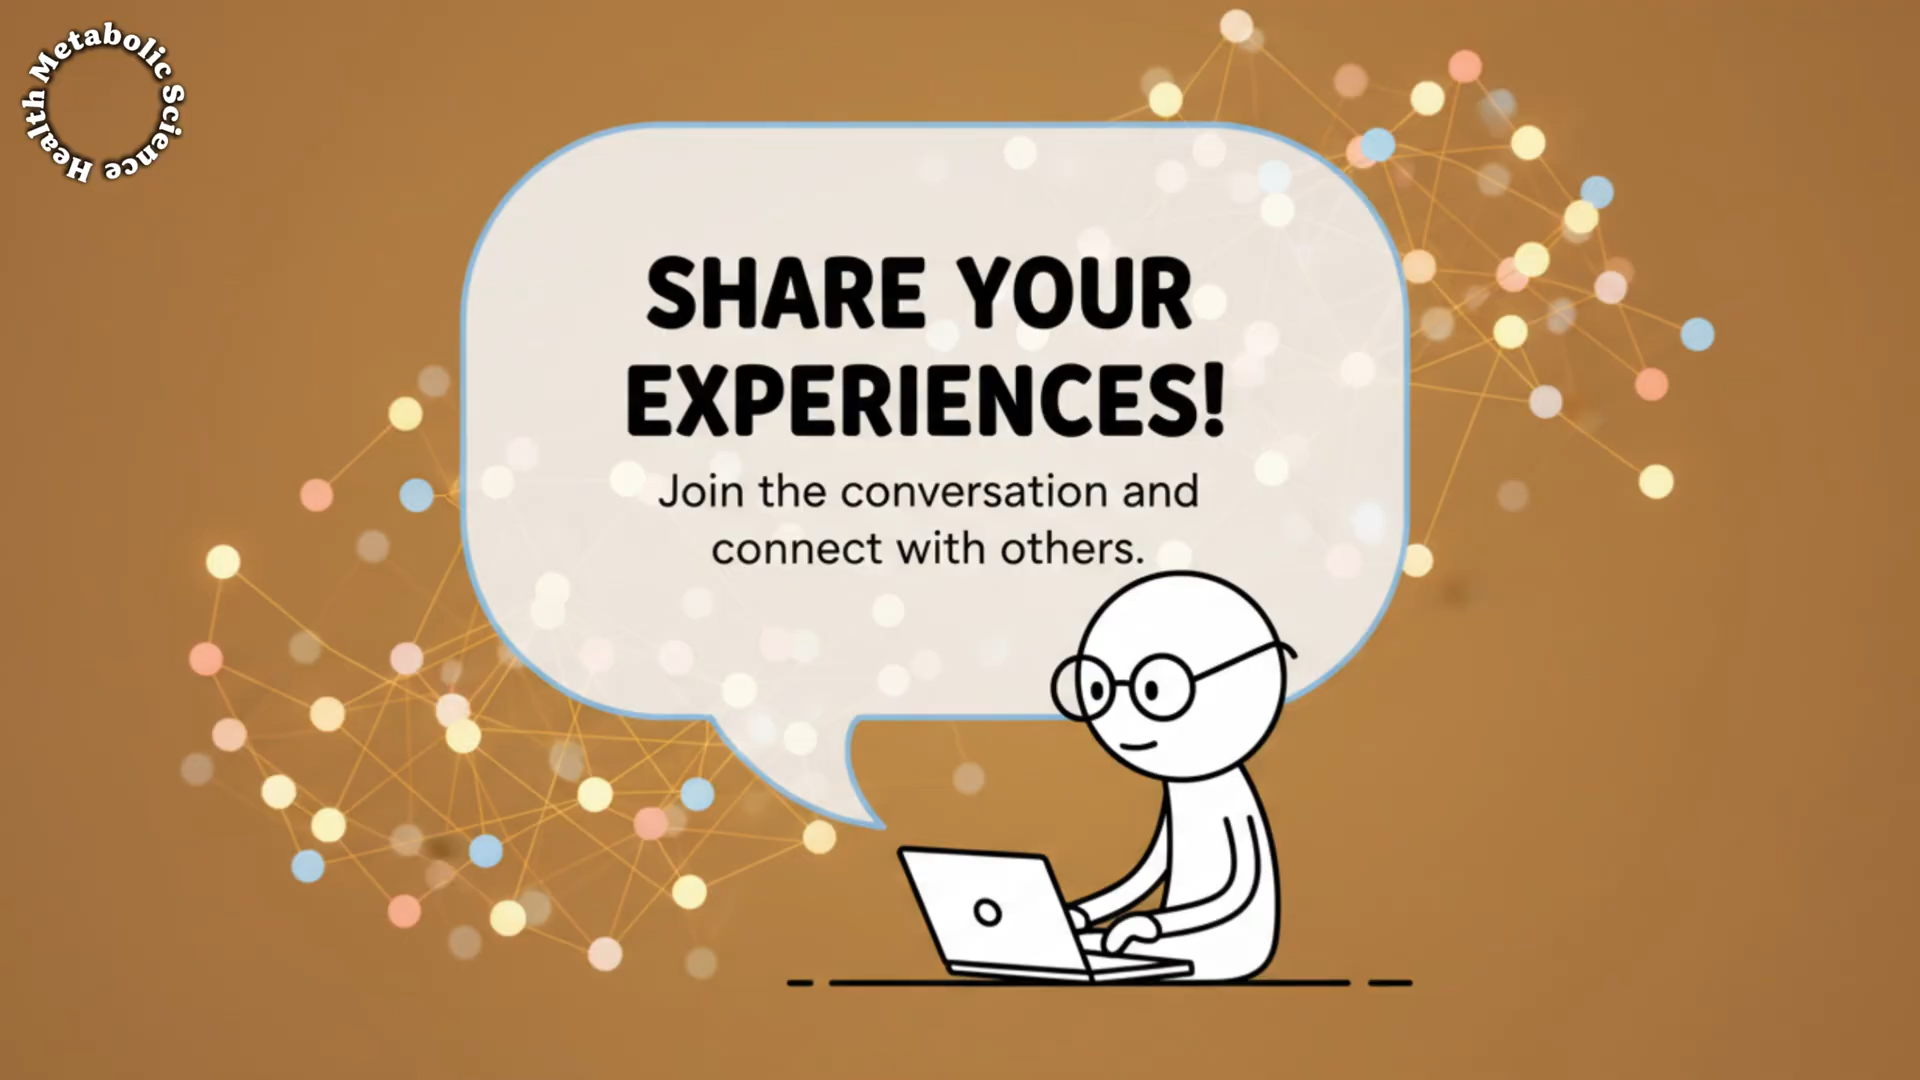 Metabolic Science Health
SHARE YOUR
EXPERIENCES!
Join the conversation and
connect with others.